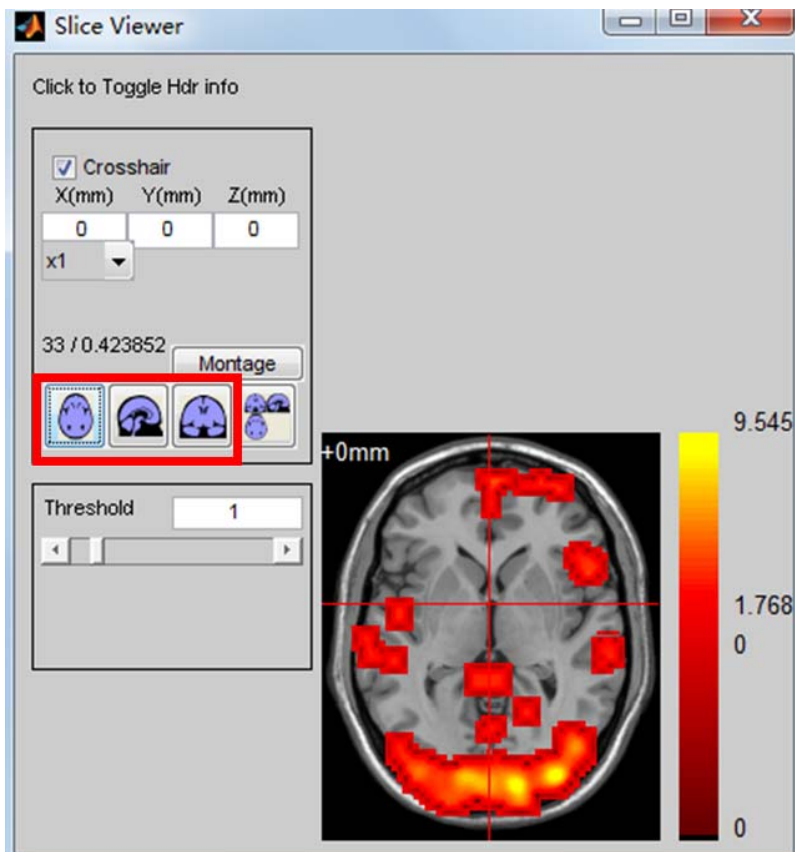 Slice Viewer
Click to Toggle Hdr info
Crosshair
X(mm) Y(mm) Z(mm)
0 0 0
x1
33 / 0.423852
Montage
Threshold 1
+0mm
9.545
1.768
0
0